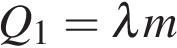 Q₁ = λm